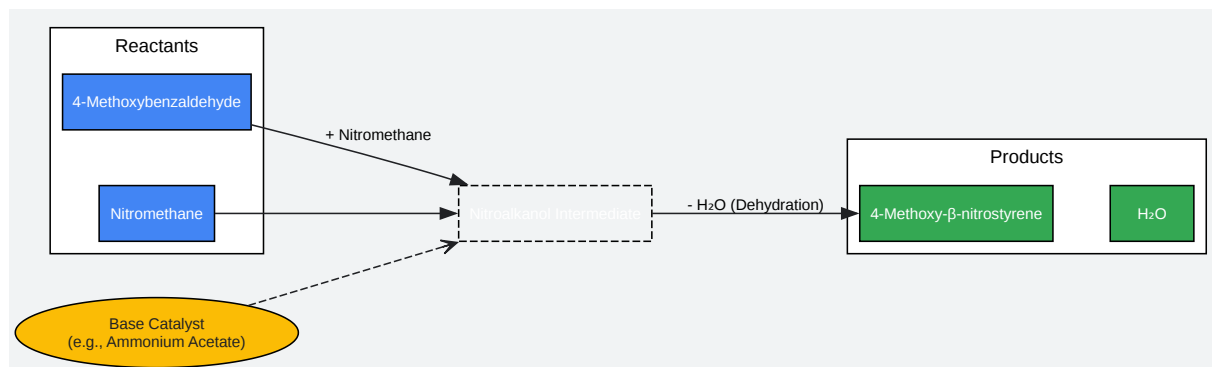 Reactants
4-Methoxybenzaldehyde
+ Nitromethane
Nitromethane
Nitroalkanol Intermediate
- H₂O (Dehydration)
Products
4-Methoxy-β-nitrostyrene
H₂O
Base Catalyst
(e.g., Ammonium Acetate)